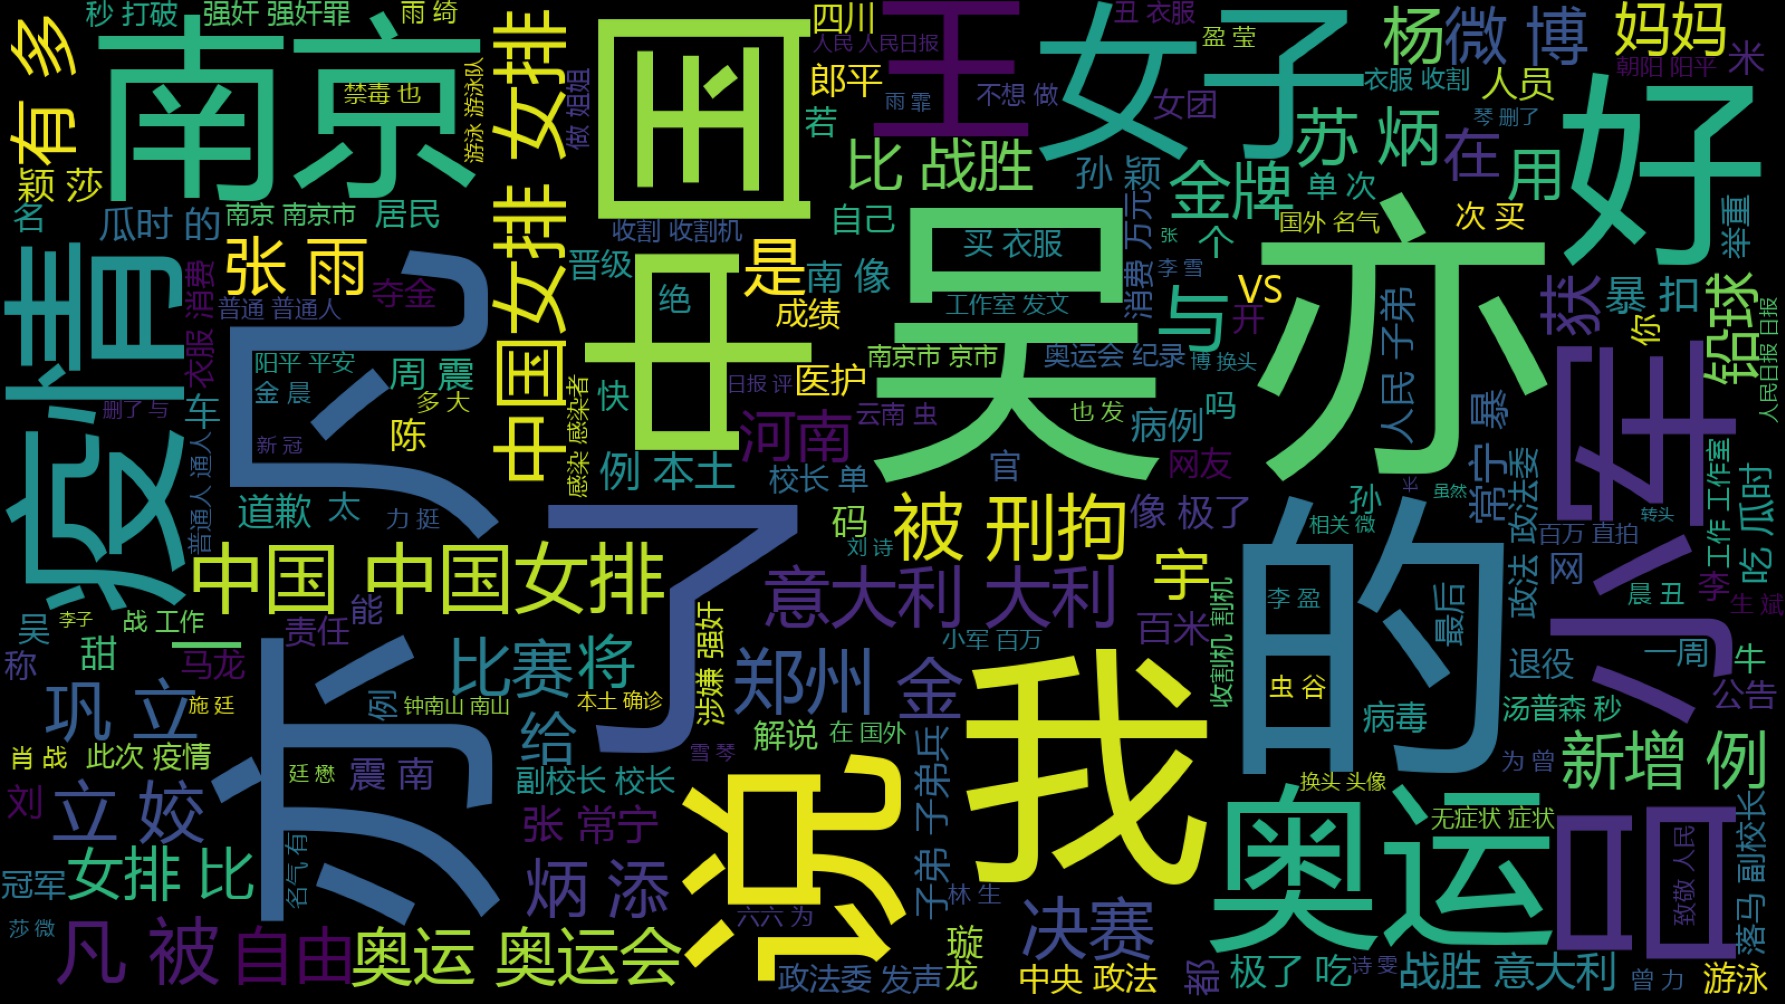 秒 打破
强奸 强奸罪
雨 绮
四川
王
丑 衣服
女子
杨
微 博
妈妈
有 多
南京
禁毒 也
游泳 游泳队
中国女排 女排
做 姐姐
国
人民 人民日报
郎平
雨 霏
不想 做
女团
盈 莹
衣服 收割
人员
朝阳 阳平
米
颖 莎
若
比 战胜
孙 颖
金牌
单 次
苏 炳
在
用
琴 删了
好
名
瓜时 的
南京 南京市
居民
收割 收割机
自己
万元
张
个
国外 名气
次 买
举重
疫情
张 雨
消费
衣服 消费
普通 普通人
夺金
晋级
是
南 像
买 衣服
工作室 发文
李 雪
VS
开
与
亦
人民 子弟
获
暴 扣
你
铅球
人民日报 日报
凡
阳平 平安
金 晨
周 震
多 大
中
绝
成绩
吴
南京市 京市
奥运会 纪录
博 换头
删了 与
车
新 冠
陈
感染 感染者
快
日报 评
医护
河南
云南 虫
也 发
病例
吗
常宁 暴
军
普通人 通人
道歉 太
力 挺
例 本土
校长 单
官
网友
孙
长
虽然
政法 政法委
工作 工作室
吃 瓜时
中国 中国女排
了
码
刘 诗
被 刑拘
像 极了
相关 微
百万 直拍
转头
网
宇
的
李 盈
最后
晨 丑
李
生 斌
小
吴
李子
战 工作
能
责任
意大利 大利
小军 百万
百米
收割机 割机
称
甜
一
马龙
亦
比赛
将
涉嫌 强奸
郑州
金
我
虫 谷
退役
一周
牛
公告
巩 立
施 廷
例
钟南山 南山
本土 确诊
给
雪 琴
解说
在 国外
病毒
汤普森 秒
肖 战
此次 疫情
廷 懋
震 南
副校长 校长
说
子弟 子弟兵
换头 头像
为 曾
新增 例
刘
立 姣
张 常宁
奥运
无症状 症状
吕
致敬 人民
落马 副校长
冠军
女排 比
名气 有
炳 添
六六 为
林 生
莎 微
凡 被
自由
奥运 奥运会
政法委 发声
璇
龙
决赛
中央 政法
都
极了 吃
诗 雯
战胜 意大利
曾 力
游泳